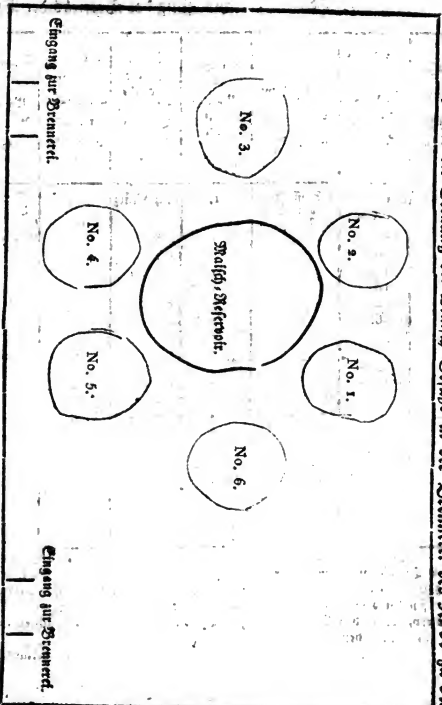 No. 2.
No. 1.
No. 3.
Maisch-Reservoir.
No. 6.
No. 4.
No. 5.
Eingang zur Brennerei.
Eingang zur Brennerei.